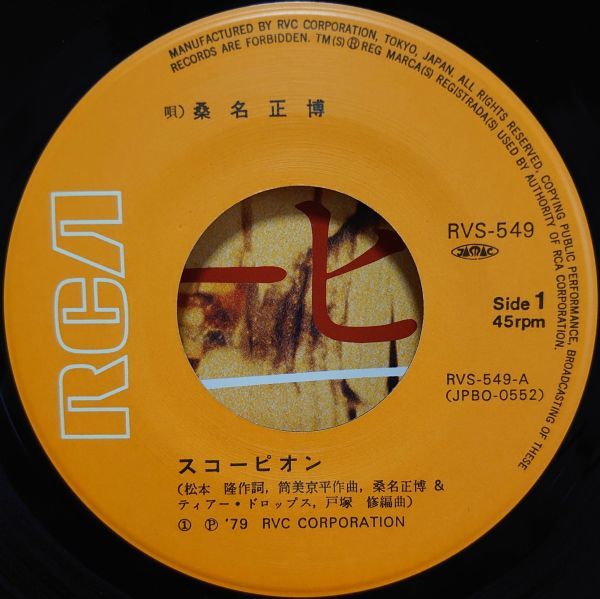 MANUFACTURED BY RVC CORPORATION, TOKYO, JAPAN. ALL RIGHTS RESERVED, COPYING PUBLIC PERFORMANCE, BROADCASTING OF THESE
RECORDS ARE FORBIDDEN. TM(S) ® REG MARCA(S) REGISTRADA(S) USED BY AUTHORITY OF RCA CORPORATION.
唄) 桑名正博
RCA
RVS-549
JASRAC
Side 1
45rpm
RVS-549-A
(JPBO-0552)
ーピ
スコーピオン
(松本 隆作詞, 筒美京平作曲, 桑名正博 &
ティアー・ドロップス, 戸塚 修編曲)
① Ⓟ '79 RVC CORPORATION